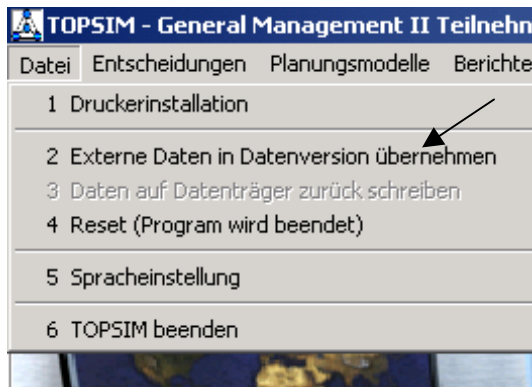 TOPSIM - General Management II Teilnehm
Datei Entscheidungen Planungsmodelle Berichte
1 Druckerinstallation
2 Externe Daten in Datenversion übernehmen
3 Daten auf Datenträger zurück schreiben
4 Reset (Program wird beendet)
5 Spracheinstellung
6 TOPSIM beenden